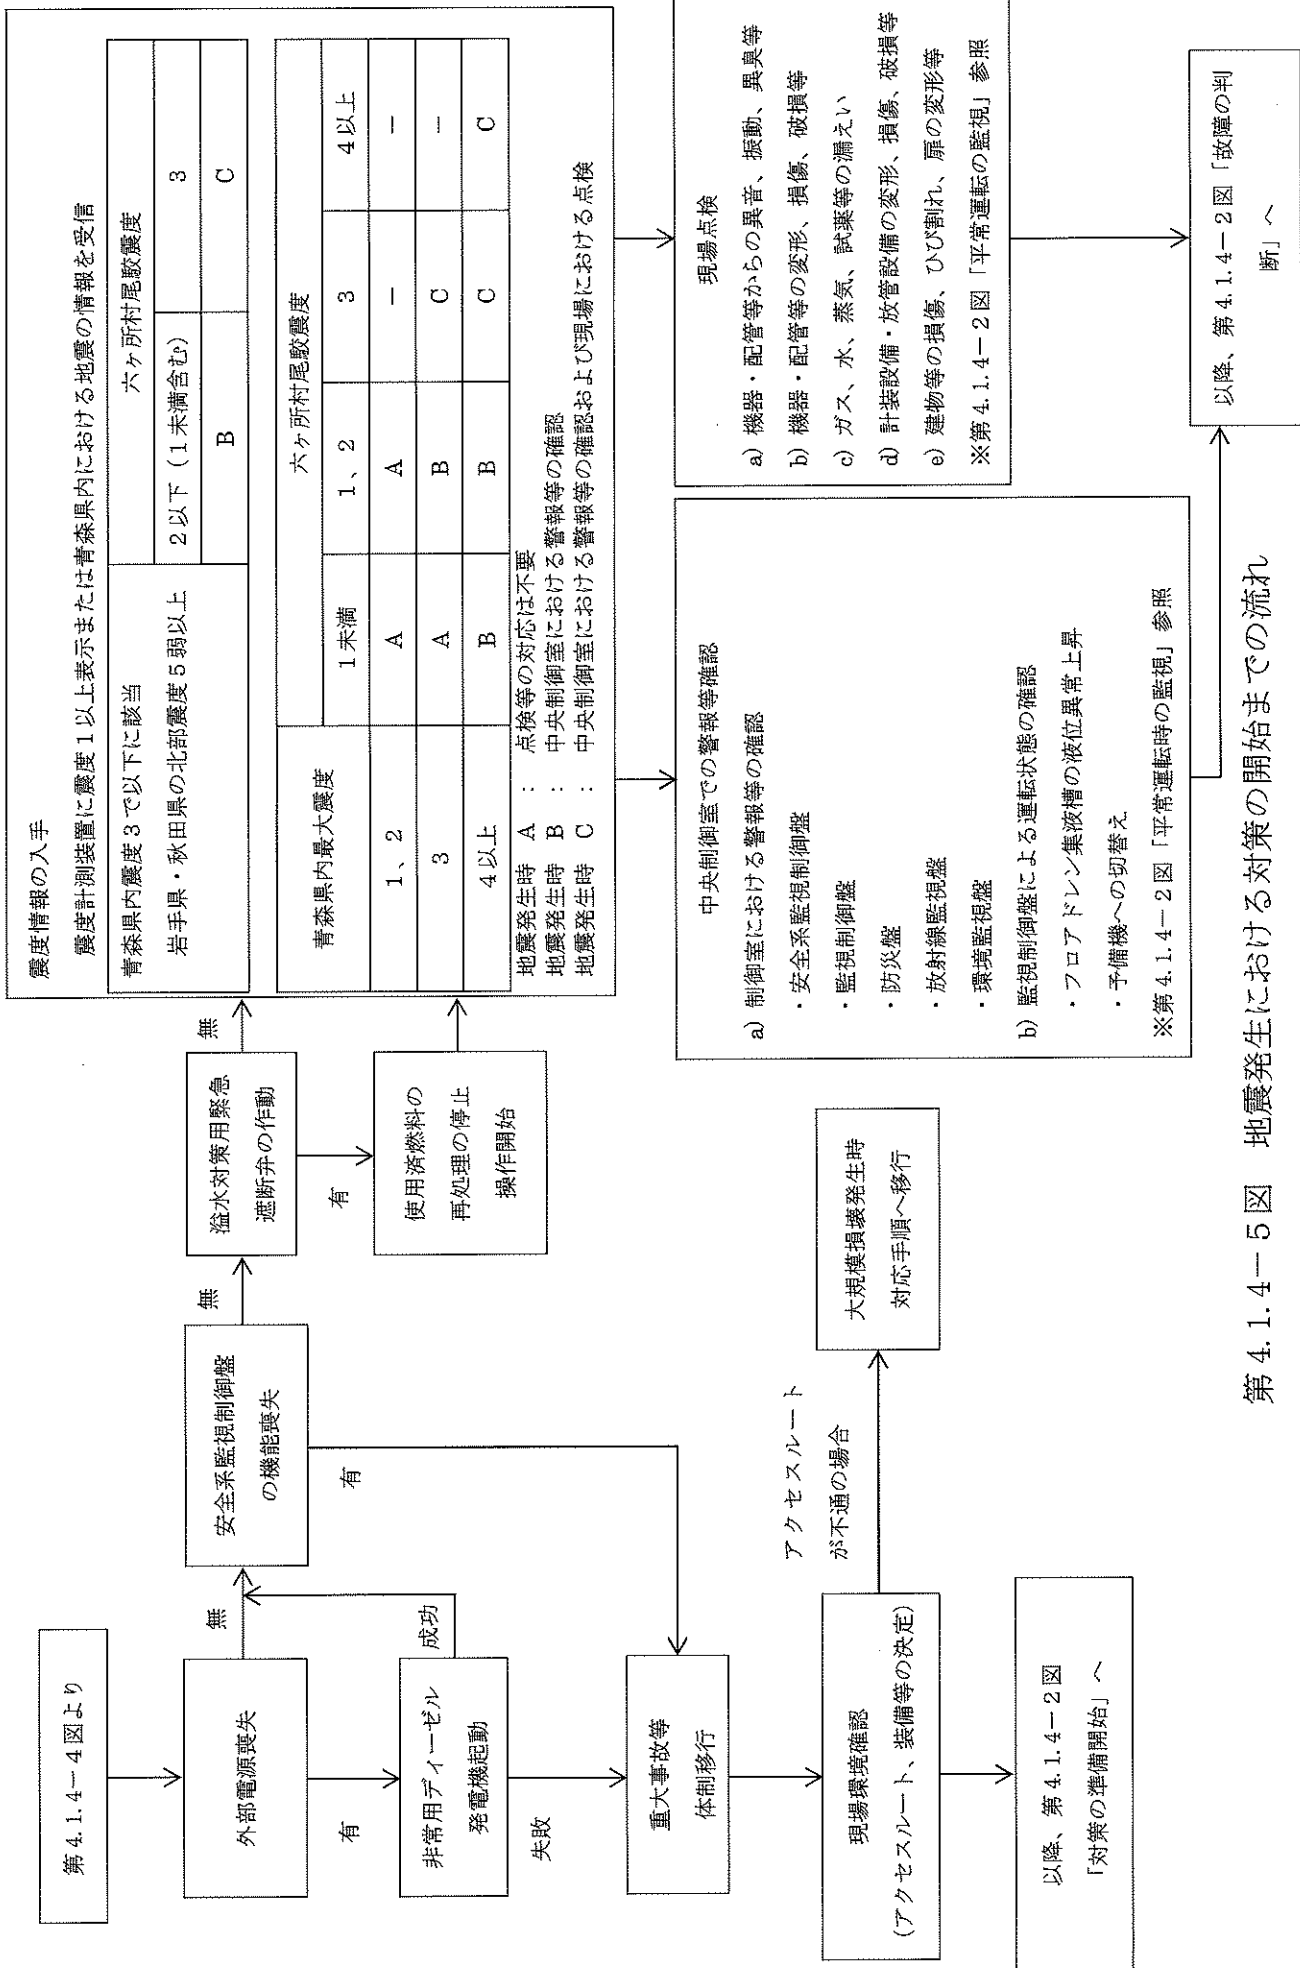 第4.1.4－4図より
外部電源喪失
無
有
非常用ディーゼル
発電機起動
成功
失敗
重大事故等
体制移行
現場環境確認
(アクセスルート、装備等の決定)
以降、第4.1.4－2図
「対策の準備開始」へ
アクセスルート
が不通の場合
大規模損壊発生時
対応手順へ移行
安全系監視制御盤
の機能喪失
無
有
溢水対策用緊急
遮断弁の作動
無
有
使用済燃料の
再処理の停止
操作開始
震度情報の入手
震度計測装置に震度1以上表示または青森県内における地震の情報を受信
青森県内震度3で以下に該当 六ヶ所村尾駮震度
岩手県・秋田県の北部震度5弱以上 2以下（1未満含む） 3
B C
青森県内最大震度 六ヶ所村尾駮震度
1未満 1、2 3 4以上
1、2 A A － －
3 A B C －
4以上 B B C C
地震発生時 A ： 点検等の対応は不要
地震発生時 B ： 中央制御室における警報等の確認
地震発生時 C ： 中央制御室における警報等の確認および現場における点検
中央制御室での警報等確認
a) 制御室における警報等の確認
・安全系監視制御盤
・監視制御盤
・防災盤
・放射線監視盤
・環境監視盤
b) 監視制御盤による運転状態の確認
・フロアドレン集液槽の液位異常上昇
・予備機への切替え
※第4.1.4－2図「平常運転時の監視」参照
現場点検
a) 機器・配管等からの異音、振動、異臭等
b) 機器・配管等の変形、損傷、破損等
c) ガス、水、蒸気、試薬等の漏えい
d) 計装設備・放管設備の変形、損傷、破損等
e) 建物等の損傷、ひび割れ、扉の変形等
※第4.1.4－2図「平常運転の監視」参照
以降、第4.1.4－2図「故障の判
断」へ
第4.1.4－5図 地震発生における対策の開始までの流れ